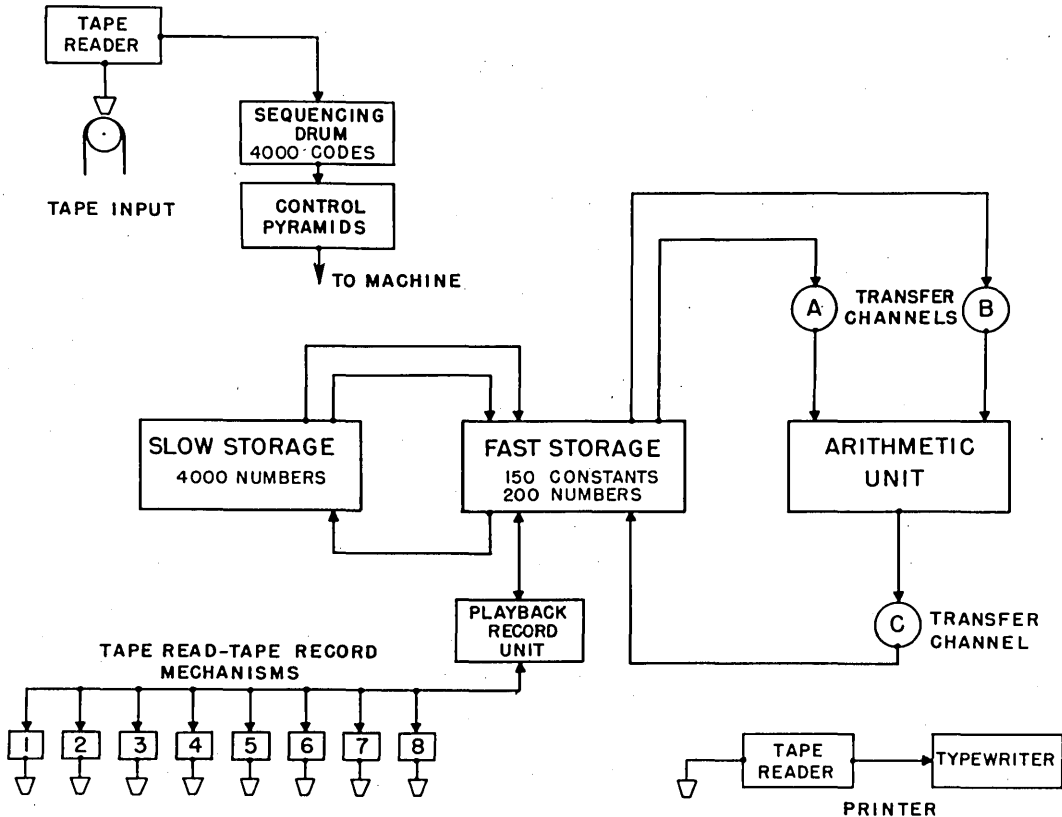 TAPE
READER
TAPE INPUT
SEQUENCING
DRUM
4000 CODES
CONTROL
PYRAMIDS
TO MACHINE
A
TRANSFER
CHANNELS
B
SLOW STORAGE
4000 NUMBERS
FAST STORAGE
150 CONSTANTS
200 NUMBERS
ARITHMETIC
UNIT
PLAYBACK
RECORD
UNIT
C
TRANSFER
CHANNEL
TAPE READ-TAPE RECORD
MECHANISMS
1 2 3 4 5 6 7 8
TAPE
READER
TYPEWRITER
PRINTER